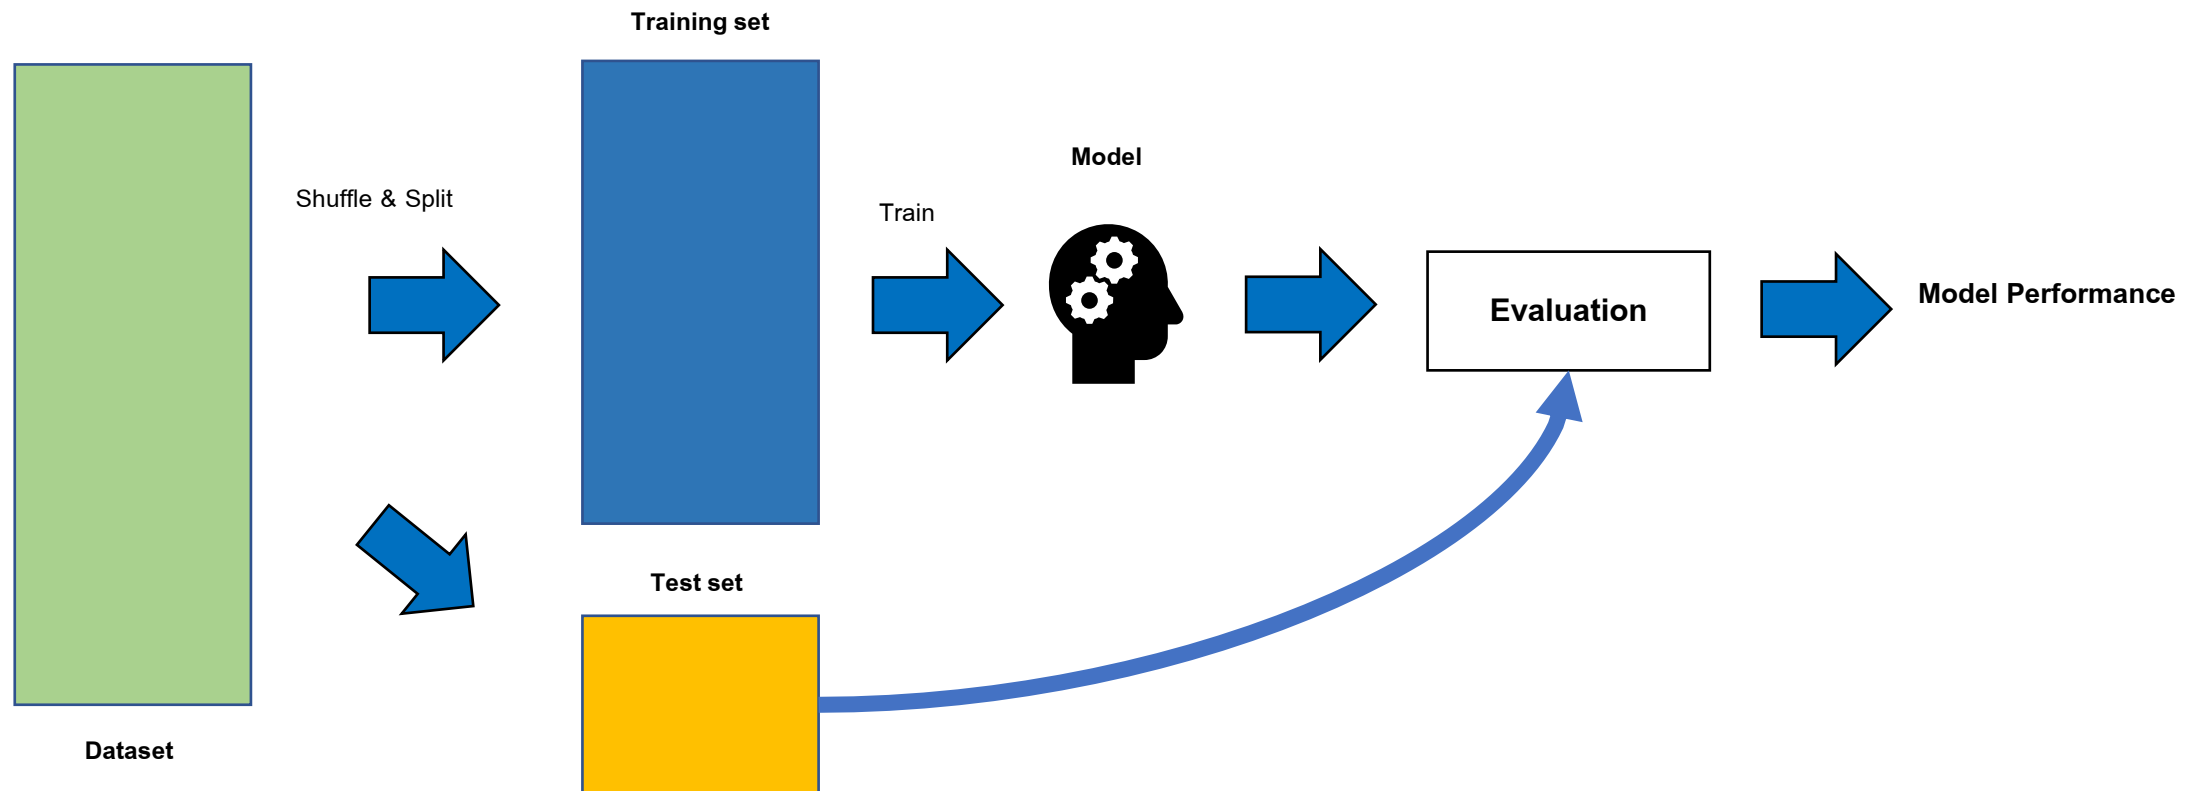 Training set
Model
Shuffle & Split
Train
Evaluation
Model Performance
Test set
Dataset